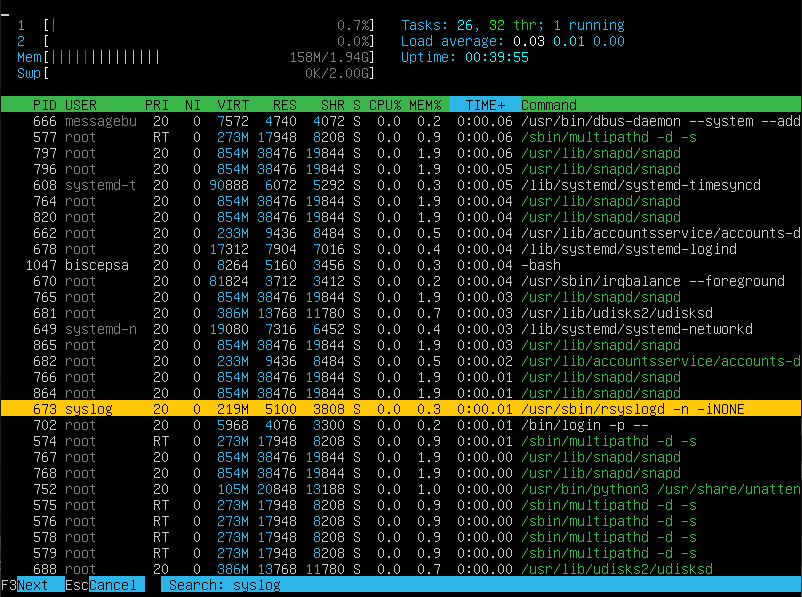 1 [| 0.7%] Tasks: 26, 32 thr; 1 running
2 [ 0.0%] Load average: 0.03 0.01 0.00
Mem[|||||||||||||| 158M/1.94G] Uptime: 00:39:55
Swp[ 0K/2.00G]
PID USER PRI NI VIRT RES SHR S CPU% MEM% TIME+ Command
666 messagebu 20 0 7572 4740 4072 S 0.0 0.2 0:00.06 /usr/bin/dbus-daemon --system --add
577 root RT 0 273M 17948 8208 S 0.0 0.9 0:00.06 /sbin/multipathd -d -s
797 root 20 0 854M 38476 19844 S 0.0 1.9 0:00.06 /usr/lib/snapd/snapd
796 root 20 0 854M 38476 19844 S 0.0 1.9 0:00.05 /usr/lib/snapd/snapd
608 systemd-t 20 0 90888 6072 5292 S 0.0 0.3 0:00.05 /lib/systemd/systemd-timesyncd
764 root 20 0 854M 38476 19844 S 0.0 1.9 0:00.04 /usr/lib/snapd/snapd
820 root 20 0 854M 38476 19844 S 0.0 1.9 0:00.04 /usr/lib/snapd/snapd
662 root 20 0 233M 9436 8484 S 0.0 0.5 0:00.04 /usr/lib/accountsservice/accounts-d
678 root 20 0 17312 7904 7016 S 0.0 0.4 0:00.04 /lib/systemd/systemd-logind
1047 biscepsa 20 0 8264 5160 3456 S 0.0 0.3 0:00.04 -bash
670 root 20 0 81824 3712 3412 S 0.0 0.2 0:00.04 /usr/sbin/irqbalance --foreground
765 root 20 0 854M 38476 19844 S 0.0 1.9 0:00.03 /usr/lib/snapd/snapd
681 root 20 0 386M 13768 11780 S 0.0 0.7 0:00.03 /usr/lib/udisks2/udisksd
649 systemd-n 20 0 19080 7316 6452 S 0.0 0.4 0:00.03 /lib/systemd/systemd-networkd
865 root 20 0 854M 38476 19844 S 0.0 1.9 0:00.03 /usr/lib/snapd/snapd
682 root 20 0 233M 9436 8484 S 0.0 0.5 0:00.02 /usr/lib/accountsservice/accounts-d
766 root 20 0 854M 38476 19844 S 0.0 1.9 0:00.01 /usr/lib/snapd/snapd
864 root 20 0 854M 38476 19844 S 0.0 1.9 0:00.01 /usr/lib/snapd/snapd
673 syslog 20 0 219M 5100 3808 S 0.0 0.3 0:00.01 /usr/sbin/rsyslogd -n -iNONE
702 root 20 0 5968 4076 3300 S 0.0 0.2 0:00.01 /bin/login -p --
574 root RT 0 273M 17948 8208 S 0.0 0.9 0:00.01 /sbin/multipathd -d -s
767 root 20 0 854M 38476 19844 S 0.0 1.9 0:00.00 /usr/lib/snapd/snapd
768 root 20 0 854M 38476 19844 S 0.0 1.9 0:00.00 /usr/lib/snapd/snapd
752 root 20 0 105M 20848 13188 S 0.0 1.0 0:00.00 /usr/bin/python3 /usr/share/unatten
575 root RT 0 273M 17948 8208 S 0.0 0.9 0:00.00 /sbin/multipathd -d -s
576 root RT 0 273M 17948 8208 S 0.0 0.9 0:00.00 /sbin/multipathd -d -s
578 root RT 0 273M 17948 8208 S 0.0 0.9 0:00.00 /sbin/multipathd -d -s
579 root RT 0 273M 17948 8208 S 0.0 0.9 0:00.00 /sbin/multipathd -d -s
688 root 20 0 386M 13768 11780 S 0.0 0.7 0:00.00 /usr/lib/udisks2/udisksd
F3Next EscCancel Search: syslog